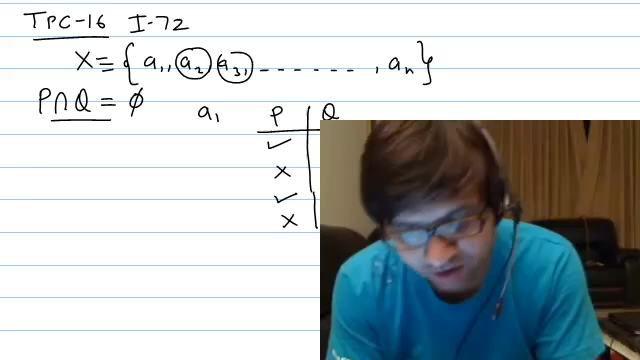 TPC-16 I-72
X = { a1, a2, a3, - - - - - - - , an }
P∩Q = ϕ a1 P Q
✓
×
✓
×